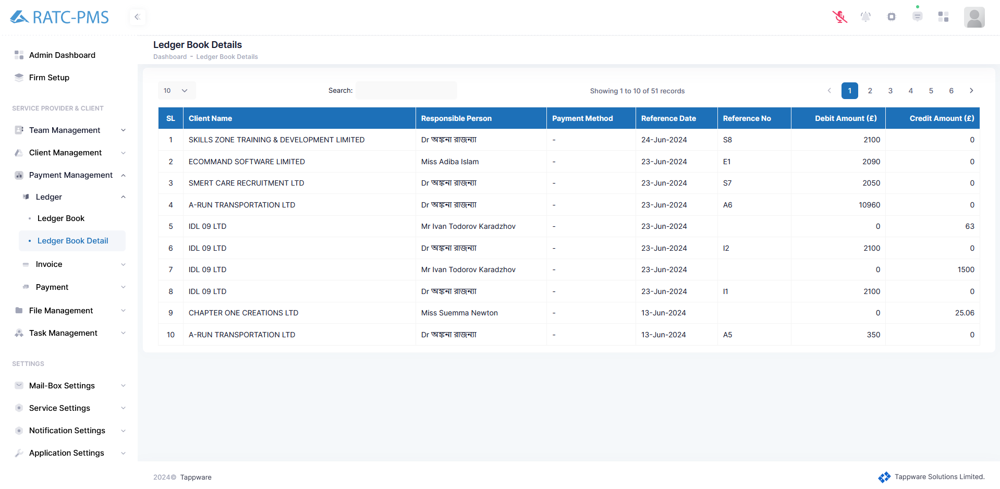 RATC-PMS
Admin Dashboard
Firm Setup
SERVICE PROVIDER & CLIENT
Team Management
Client Management
Payment Management
Ledger
Ledger Book
Ledger Book Detail
Invoice
Payment
File Management
Task Management
SETTINGS
Mail-Box Settings
Service Settings
Notification Settings
Application Settings
Ledger Book Details
Dashboard - Ledger Book Details
10 Search: Showing 1 to 10 of 51 records 1 2 3 4 5 6
SL Client Name Responsible Person Payment Method Reference Date Reference No Debit Amount (£) Credit Amount (£)
1 SKILLS ZONE TRAINING & DEVELOPMENT LIMITED Dr অঙ্কনা রাজন্যা - 24-Jun-2024 S8 2100 0
2 ECOMMAND SOFTWARE LIMITED Miss Adiba Islam - 23-Jun-2024 E1 2090 0
3 SMERT CARE RECRUITMENT LTD Dr অঙ্কনা রাজন্যা - 23-Jun-2024 S7 2050 0
4 A-RUN TRANSPORTATION LTD Dr অঙ্কনা রাজন্যা - 23-Jun-2024 A6 10960 0
5 IDL 09 LTD Mr Ivan Todorov Karadzhov - 23-Jun-2024 0 63
6 IDL 09 LTD Dr অঙ্কনা রাজন্যা - 23-Jun-2024 I2 2100 0
7 IDL 09 LTD Mr Ivan Todorov Karadzhov - 23-Jun-2024 0 1500
8 IDL 09 LTD Dr অঙ্কনা রাজন্যা - 23-Jun-2024 I1 2100 0
9 CHAPTER ONE CREATIONS LTD Miss Suemma Newton - 13-Jun-2024 0 25.06
10 A-RUN TRANSPORTATION LTD Dr অঙ্কনা রাজন্যা - 13-Jun-2024 A5 350 0
2024© Tappware
Tappware Solutions Limited.